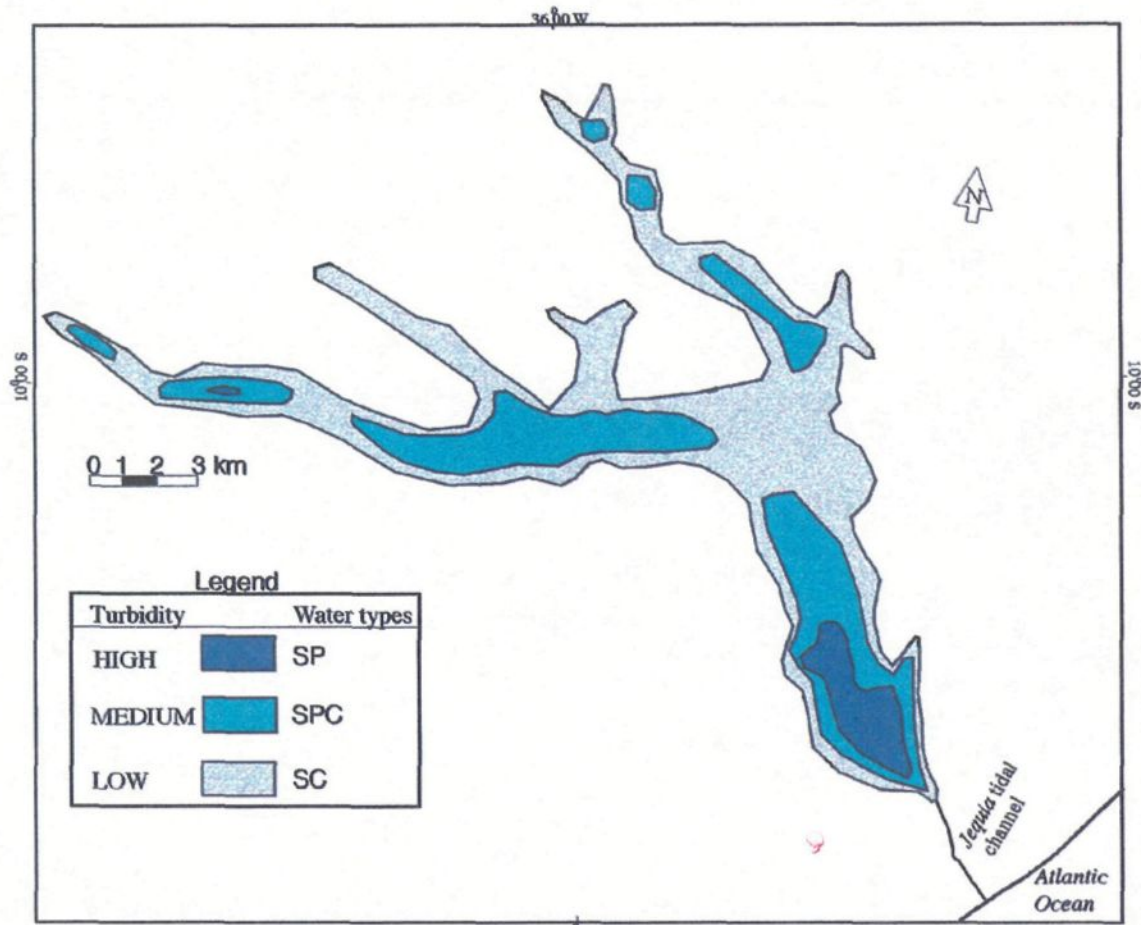 36°00 W
N
10°00 S
10°00 S
0 1 2 3 km
Legend
Turbidity Water types
HIGH SP
MEDIUM SPC
LOW SC
Jequia tidal
channel
Atlantic
Ocean